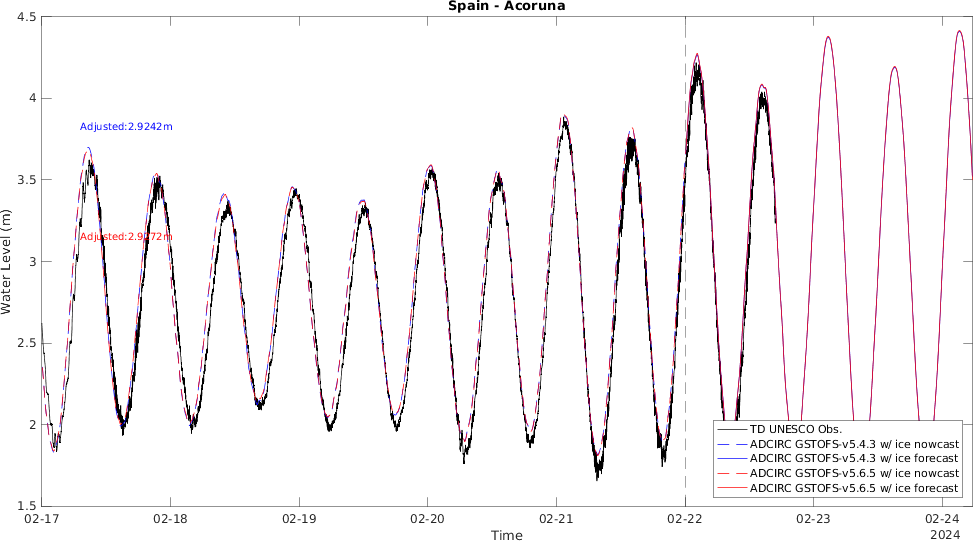 Spain - Acoruna
4.5
4
3.5
3
2.5
2
1.5
Water Level (m)
Adjusted:2.9242m
TD UNESCO Obs.
ADCIRC GSTOFS-v5.4.3 w/ ice nowcast
ADCIRC GSTOFS-v5.4.3 w/ ice forecast
ADCIRC GSTOFS-v5.6.5 w/ ice nowcast
ADCIRC GSTOFS-v5.6.5 w/ ice forecast
02-17 02-18 02-19 02-20 02-21 02-22 02-23 02-24
Time
2024